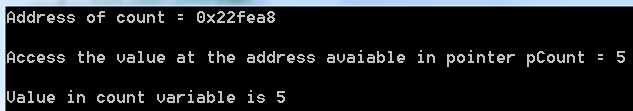 Address of count = 0x22fea8
Access the value at the address avaiable in pointer pCount = 5
Value in count variable is 5